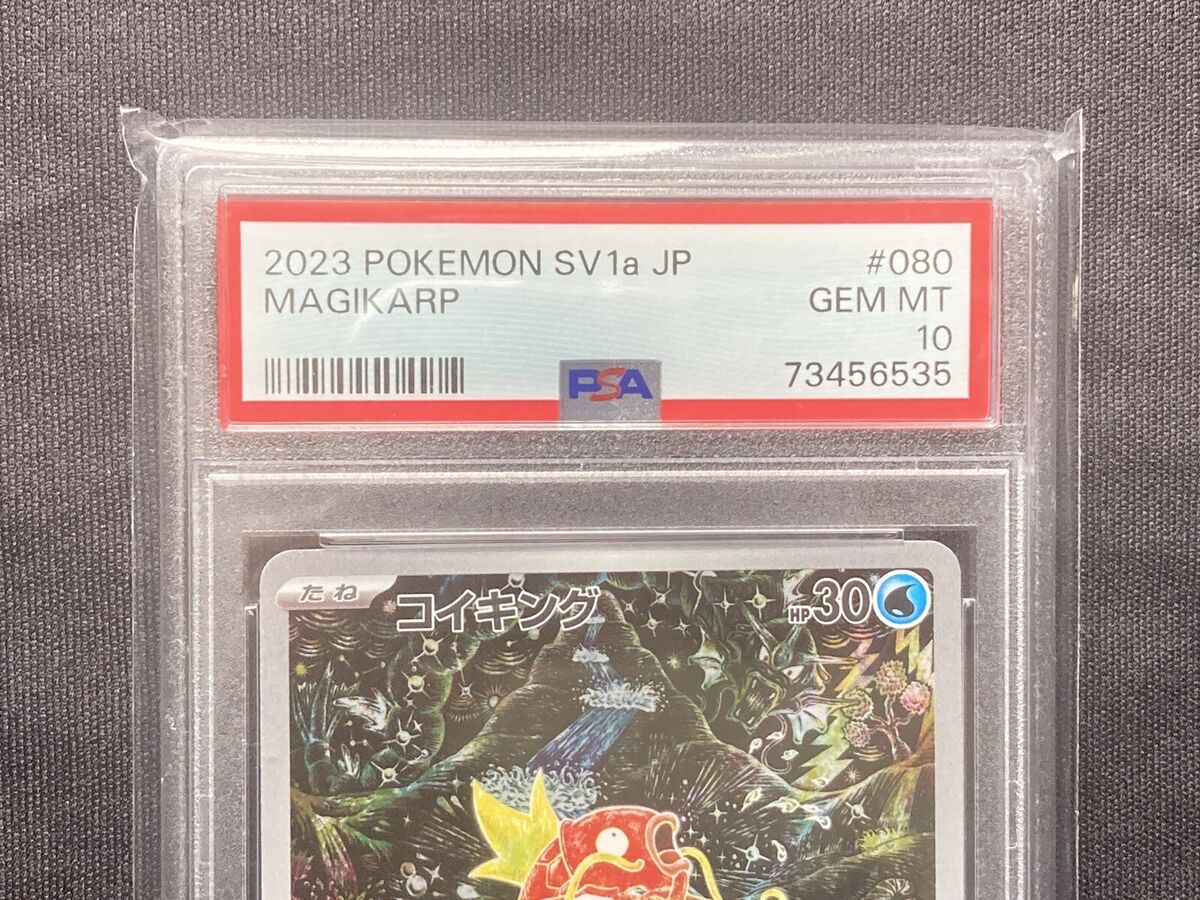 2023 POKEMON SV1a JP #080
MAGIKARP GEM MT
10
PSA 73456535
たね コイキング HP30